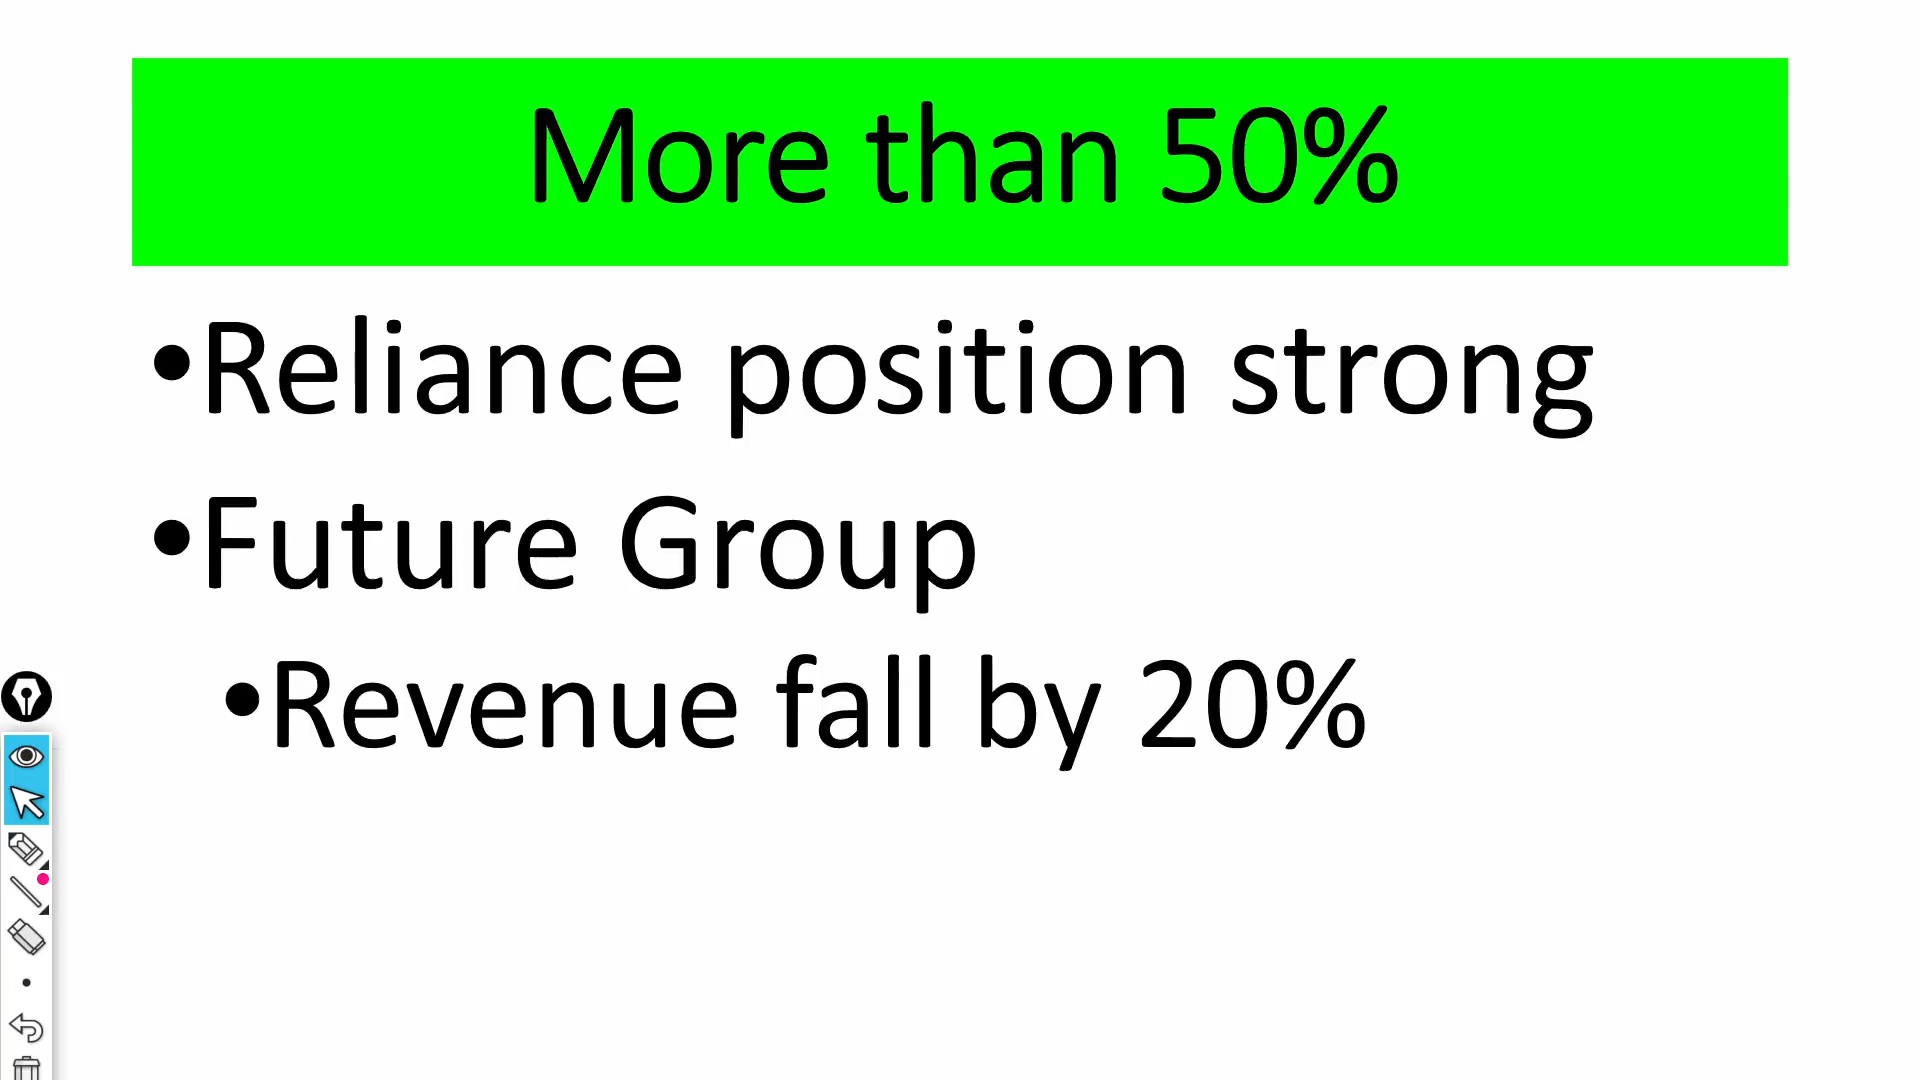 More than 50%
•Reliance position strong
•Future Group
•Revenue fall by 20%